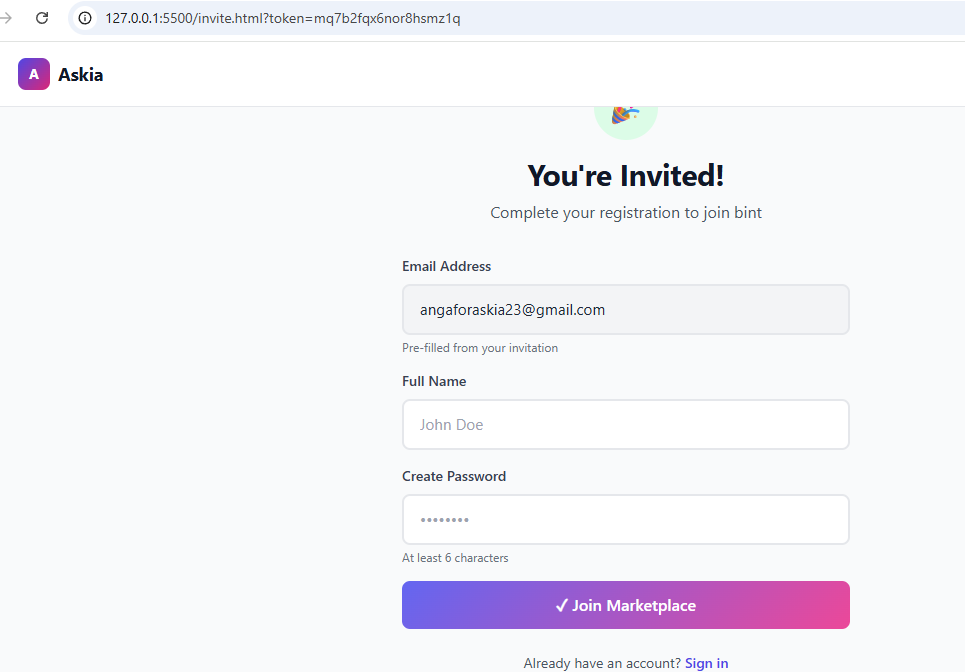 127.0.0.1:5500/invite.html?token=mq7b2fqx6nor8hsmz1q
A Askia
You're Invited!
Complete your registration to join bint
Email Address
angaforaskia23@gmail.com
Pre-filled from your invitation
Full Name
John Doe
Create Password
••••••••
At least 6 characters
✓ Join Marketplace
Already have an account? Sign in